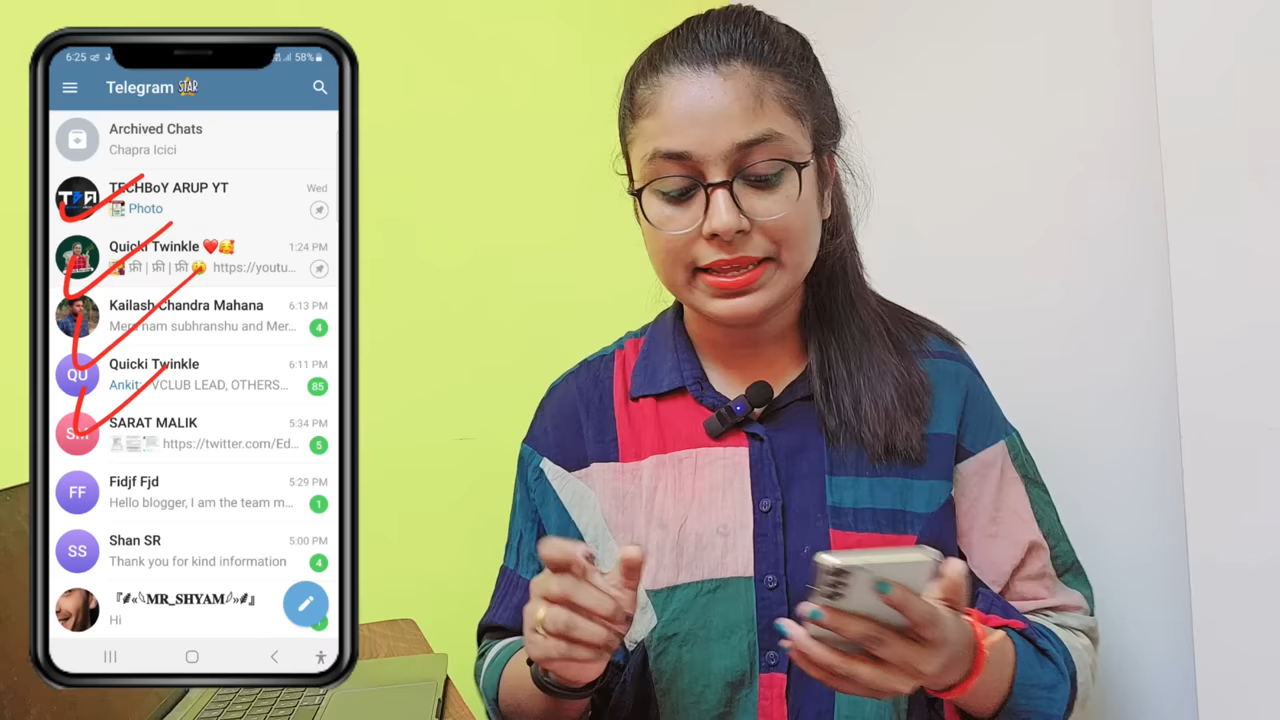 6:25 58%
Telegram STAR
Archived Chats
Chapra Icici
TECHBoY ARUP YT Wed
Photo
Quicki Twinkle ❤️🥰 1:24 PM
फ्री | फ्री | फ्री 🤫 https://youtu...
Kailash Chandra Mahana 6:13 PM
Mera nam subhranshu and Mer... 4
QU Quicki Twinkle 6:11 PM
Ankit: VCLUB LEAD, OTHERS... 85
SM SARAT MALIK 5:34 PM
https://twitter.com/Ed... 5
FF Fidjf Fjd 5:29 PM
Hello blogger, I am the team m... 1
SS Shan SR 5:00 PM
Thank you for kind information 4
MR_SHYAM
Hi